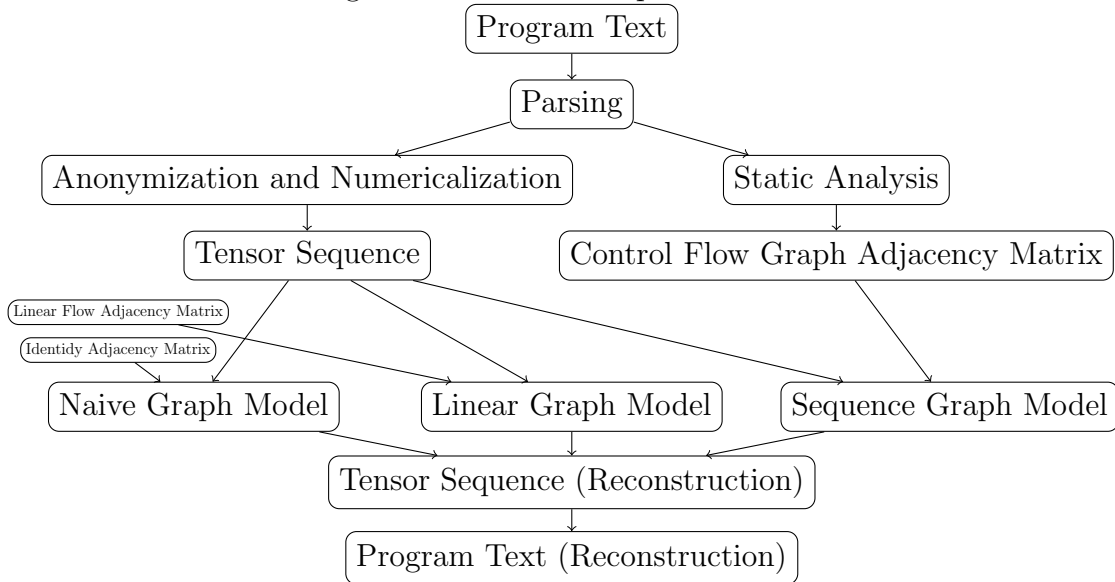 Program Text
Parsing
Anonymization and Numericalization
Static Analysis
Tensor Sequence
Control Flow Graph Adjacency Matrix
Linear Flow Adjacency Matrix
Identidy Adjacency Matrix
Naive Graph Model
Linear Graph Model
Sequence Graph Model
Tensor Sequence (Reconstruction)
Program Text (Reconstruction)